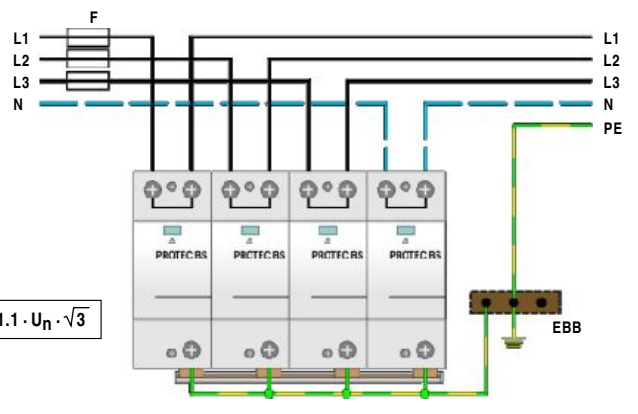 F
L1 L1
L2 L2
L3 L3
N N
PE
PROTEC BS PROTEC BS PROTEC BS PROTEC BS
1.1 · Un · √3
EBB